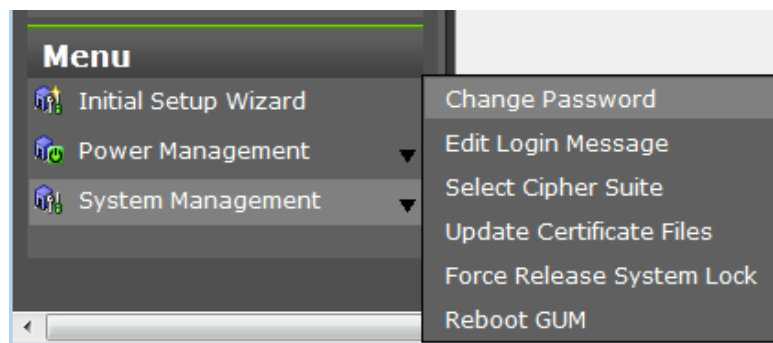 Menu
Initial Setup Wizard
Power Management
System Management
Change Password
Edit Login Message
Select Cipher Suite
Update Certificate Files
Force Release System Lock
Reboot GUM